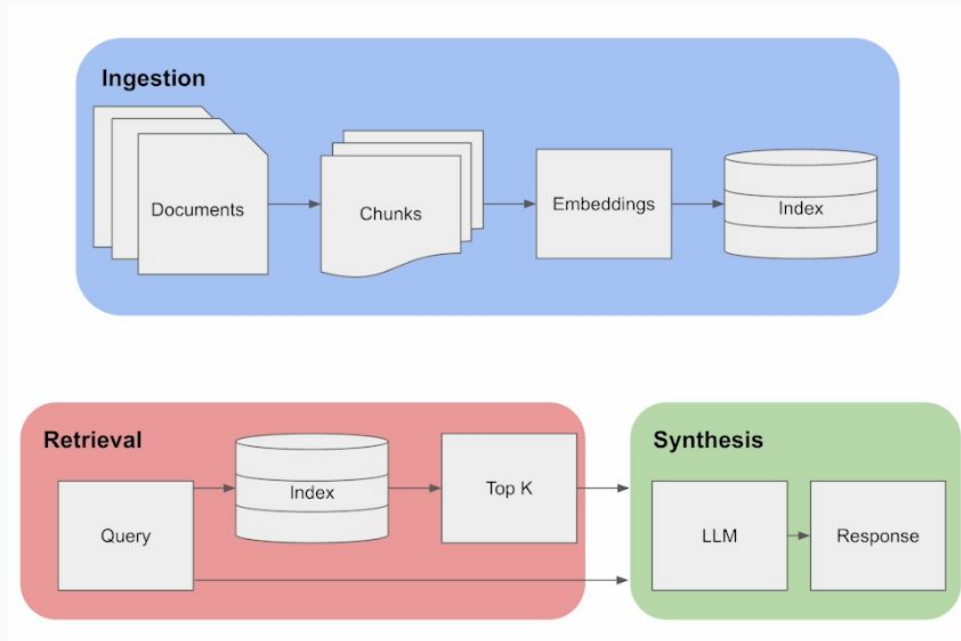 Ingestion
Documents
Chunks
Embeddings
Index
Retrieval
Query
Index
Top K
Synthesis
LLM
Response